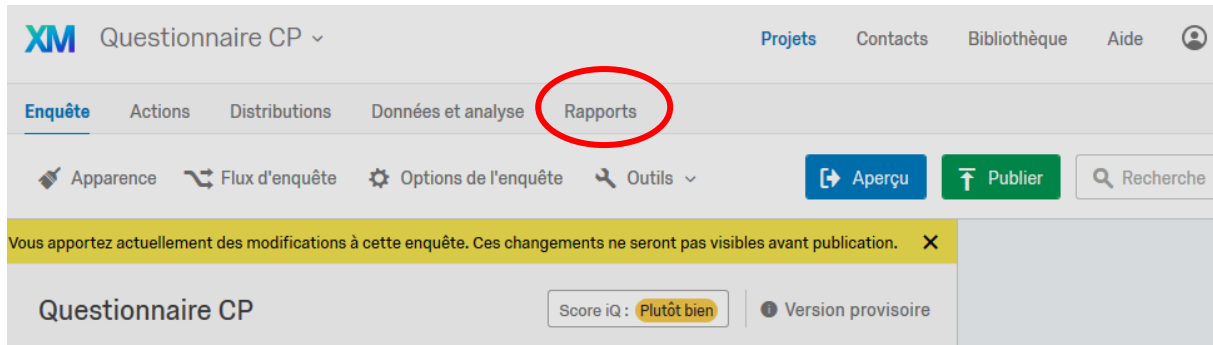 XM Questionnaire CP Projets Contacts Bibliothèque Aide
Enquête Actions Distributions Données et analyse Rapports
Apparence Flux d'enquête Options de l'enquête Outils Aperçu Publier Recherche
Vous apportez actuellement des modifications à cette enquête. Ces changements ne seront pas visibles avant publication.
Questionnaire CP Score iQ : Plutôt bien Version provisoire